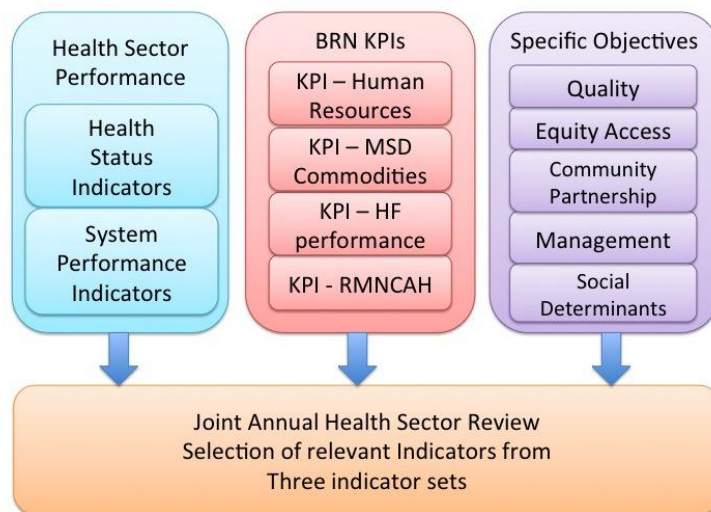 Health Sector
Performance
Health
Status
Indicators
System
Performance
Indicators
BRN KPIs
KPI – Human
Resources
KPI – MSD
Commodities
KPI – HF
performance
KPI - RMNCAH
Specific Objectives
Quality
Equity Access
Community
Partnership
Management
Social
Determinants
Joint Annual Health Sector Review
Selection of relevant Indicators from
Three indicator sets